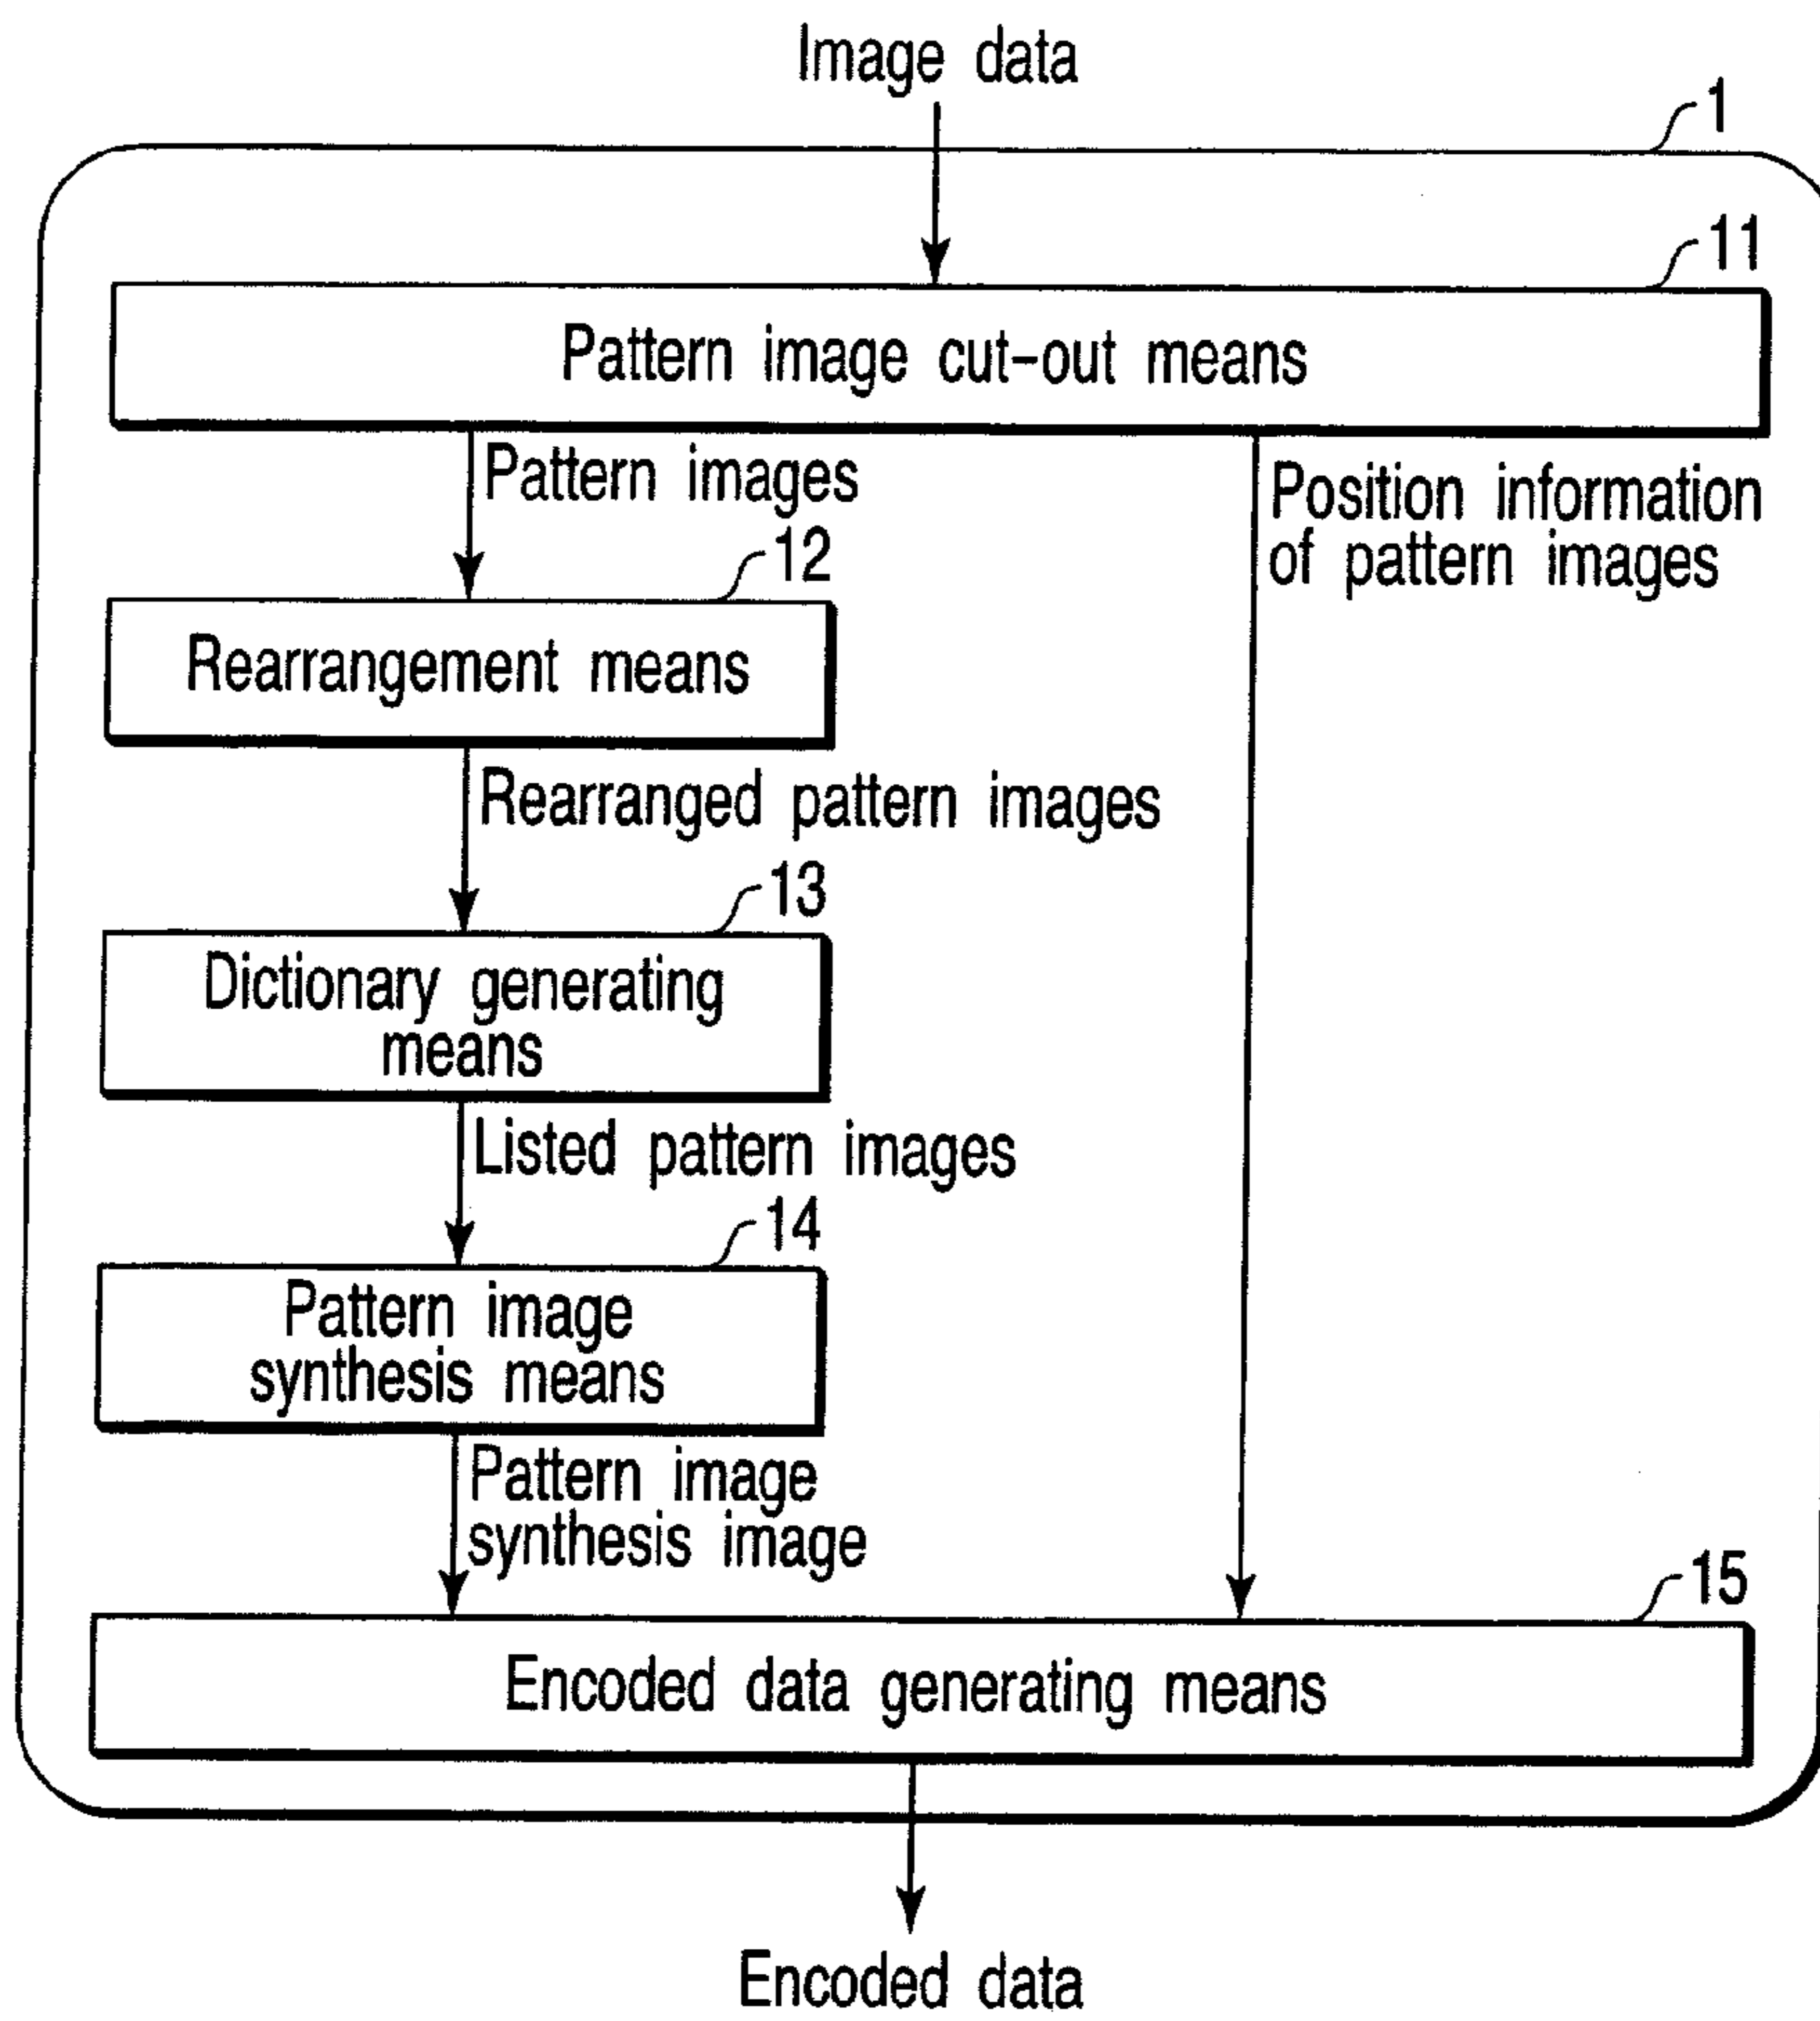 Image data
1
11
Pattern image cut-out means
Pattern images
Position information
of pattern images
12
Rearrangement means
Rearranged pattern images
13
Dictionary generating
means
Listed pattern images
14
Pattern image
synthesis means
Pattern image
synthesis image
15
Encoded data generating means
Encoded data